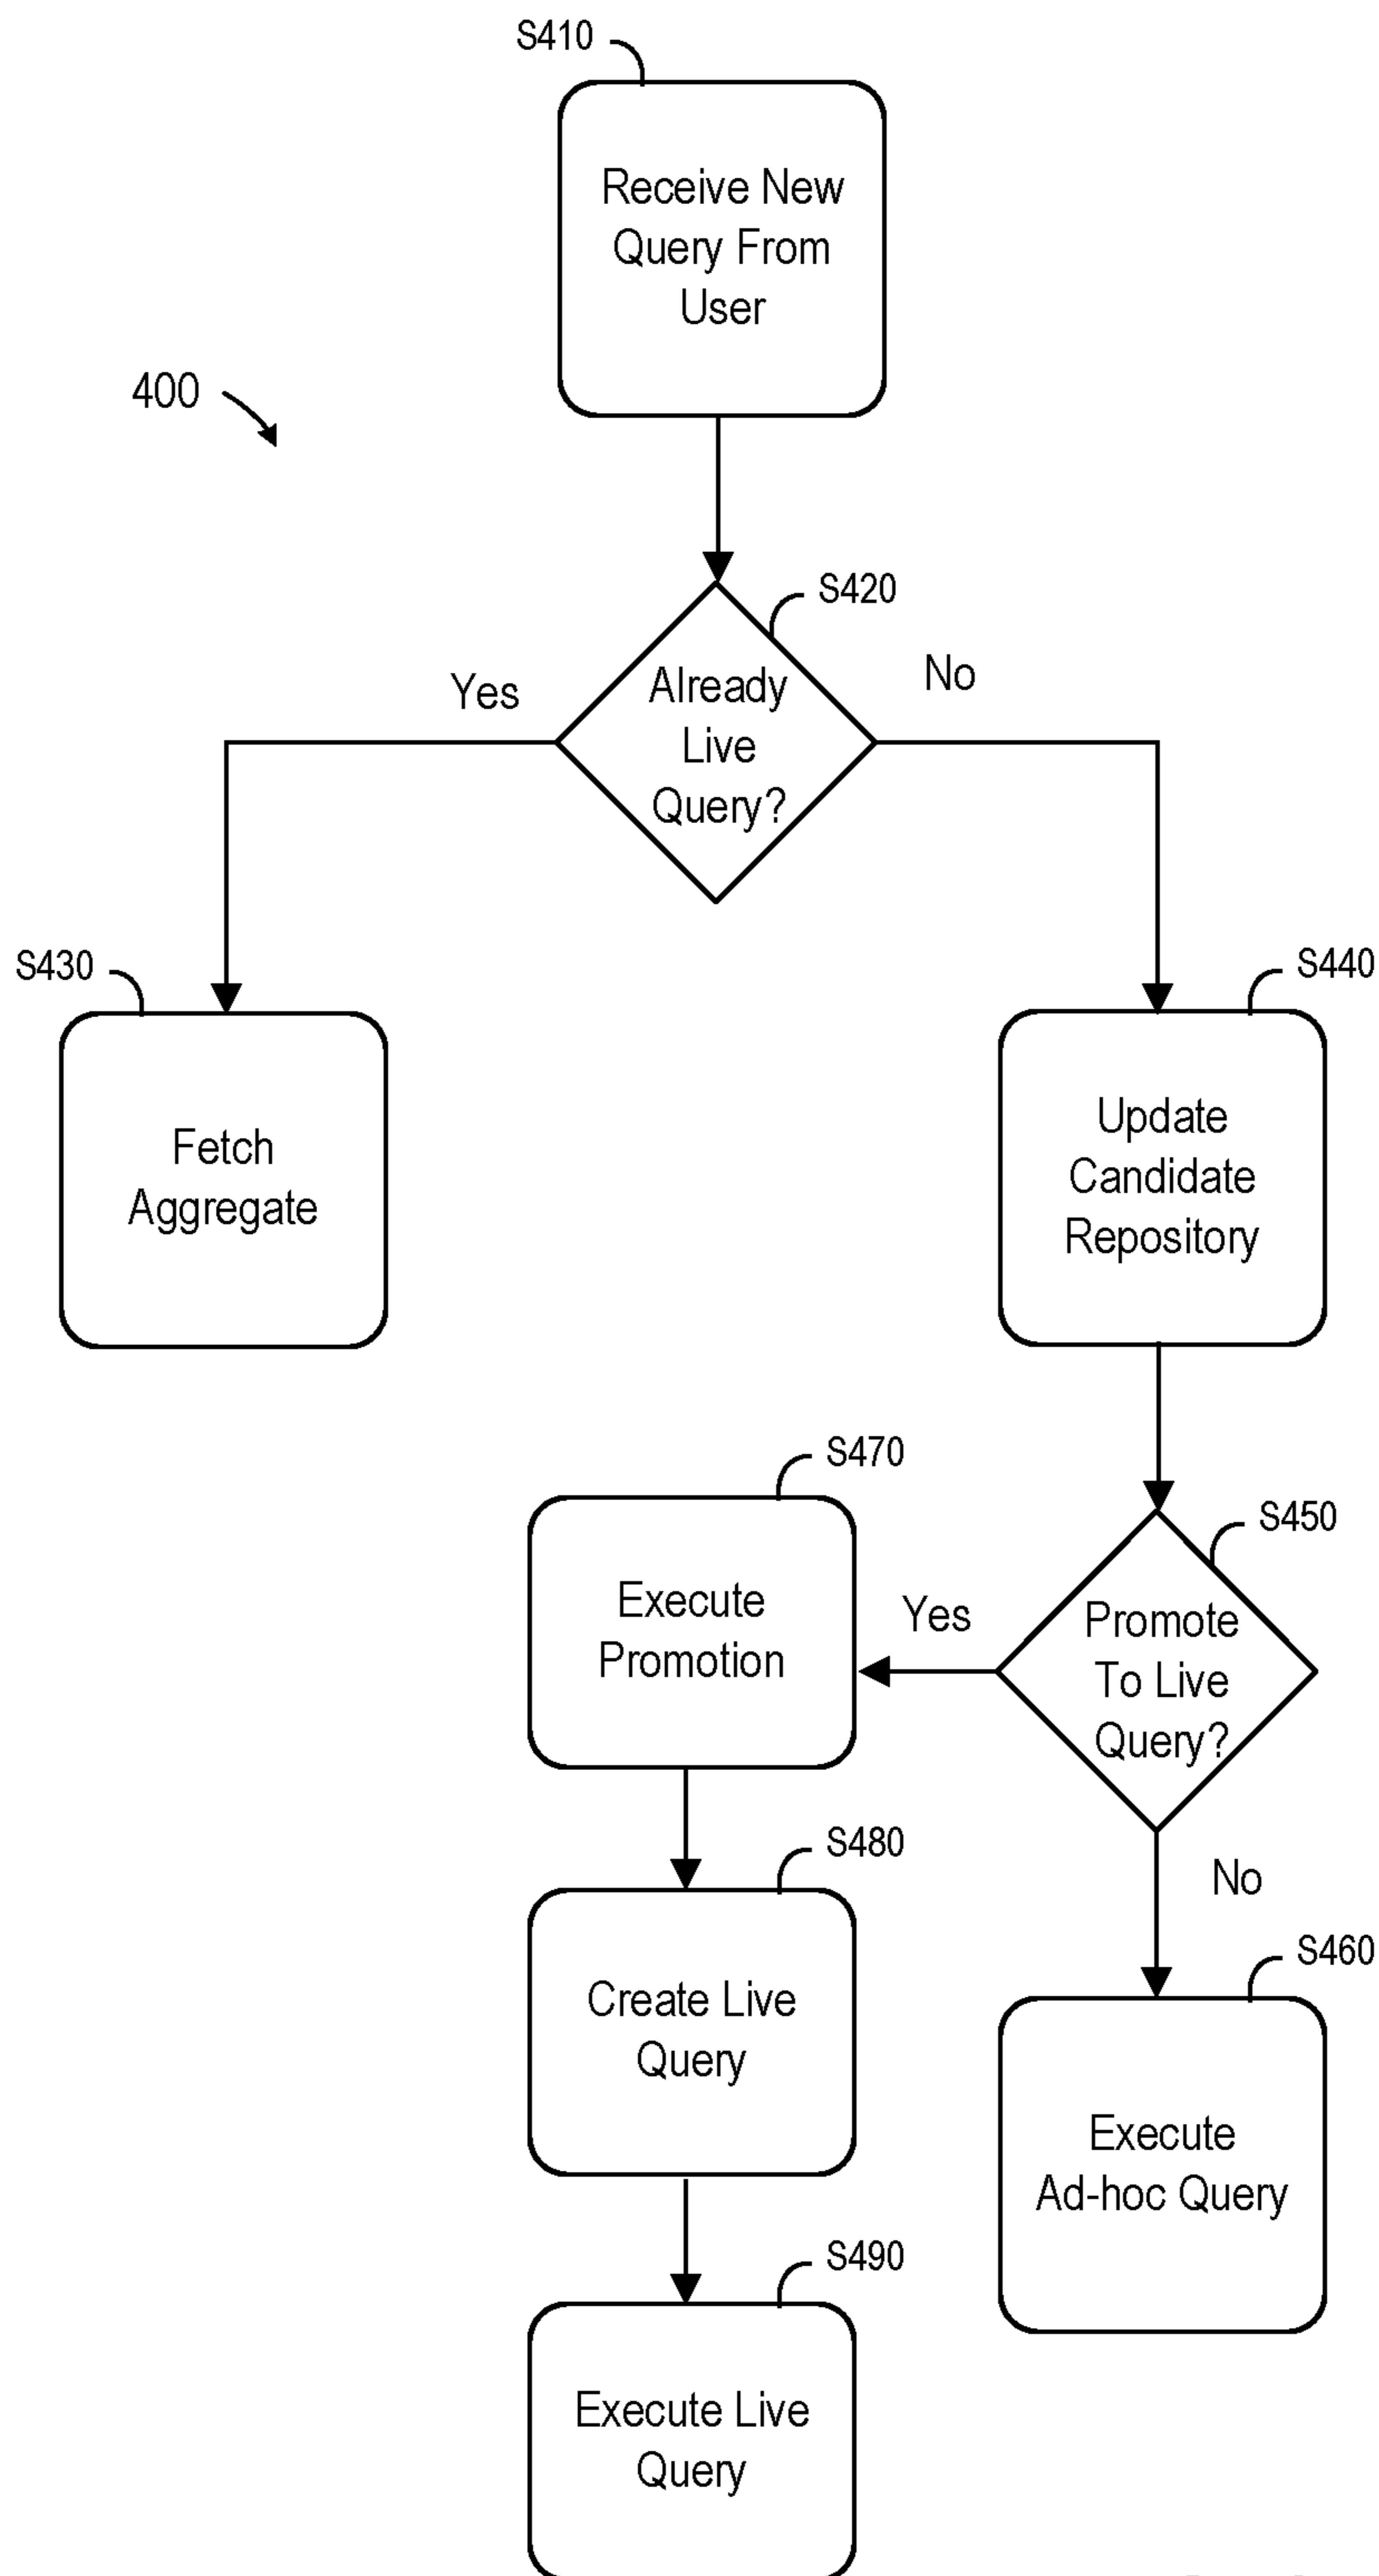 S410
Receive New
Query From
User
400
S420
Already
Live
Query?
Yes
No
S430
Fetch
Aggregate
S440
Update
Candidate
Repository
S450
Promote
To Live
Query?
Yes
No
S470
Execute
Promotion
S480
Create Live
Query
S460
Execute
Ad-hoc Query
S490
Execute Live
Query